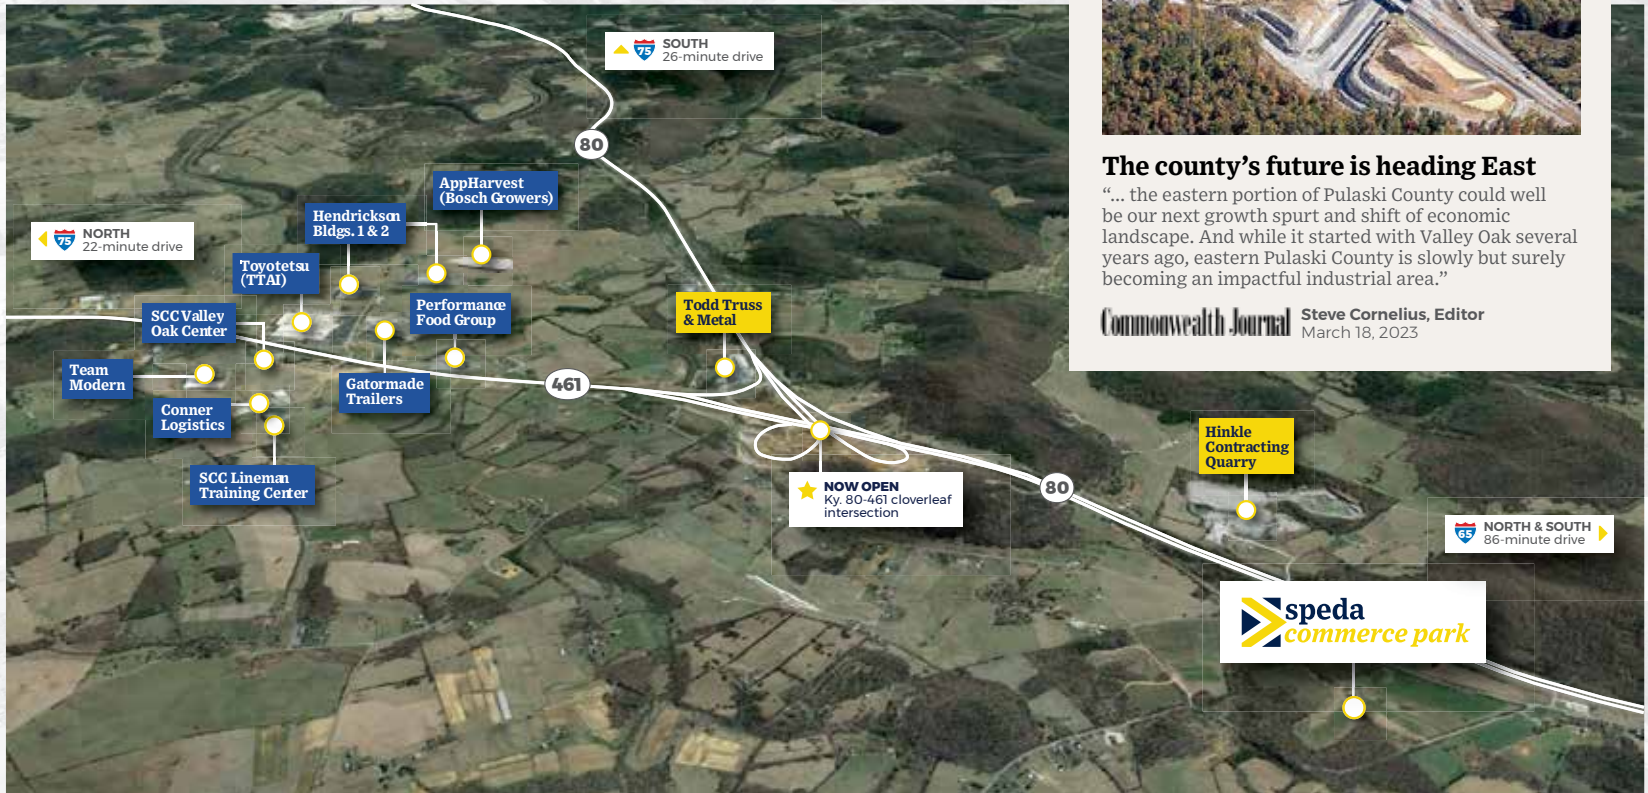 75
SOUTH
26-minute drive
80
AppHarvest
(Bosch Growers)
Hendrickson
Bldgs. 1 & 2
75
NORTH
22-minute drive
Toyotetsu
(TTAI)
SCC Valley
Oak Center
Performance
Food Group
Todd Truss
& Metal
Team
Modern
461
Gatormade
Trailers
Conner
Logistics
SCC Lineman
Training Center
NOW OPEN
Ky. 80-461 cloverleaf
intersection
80
The county’s future is heading East
“... the eastern portion of Pulaski County could well
be our next growth spurt and shift of economic
landscape. And while it started with Valley Oak several
years ago, eastern Pulaski County is slowly but surely
becoming an impactful industrial area.”
Commonwealth Journal
Steve Cornelius, Editor
March 18, 2023
Hinkle
Contracting
Quarry
65
NORTH & SOUTH
86-minute drive
speda
commerce park